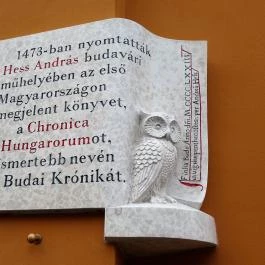 1473-ban nyomtatták
Hess András budavári
műhelyében az első
Magyarországon
megjelent könyvet,
a Chronica
Hungarorumot,
ismertebb nevén
Budai Krónikát.